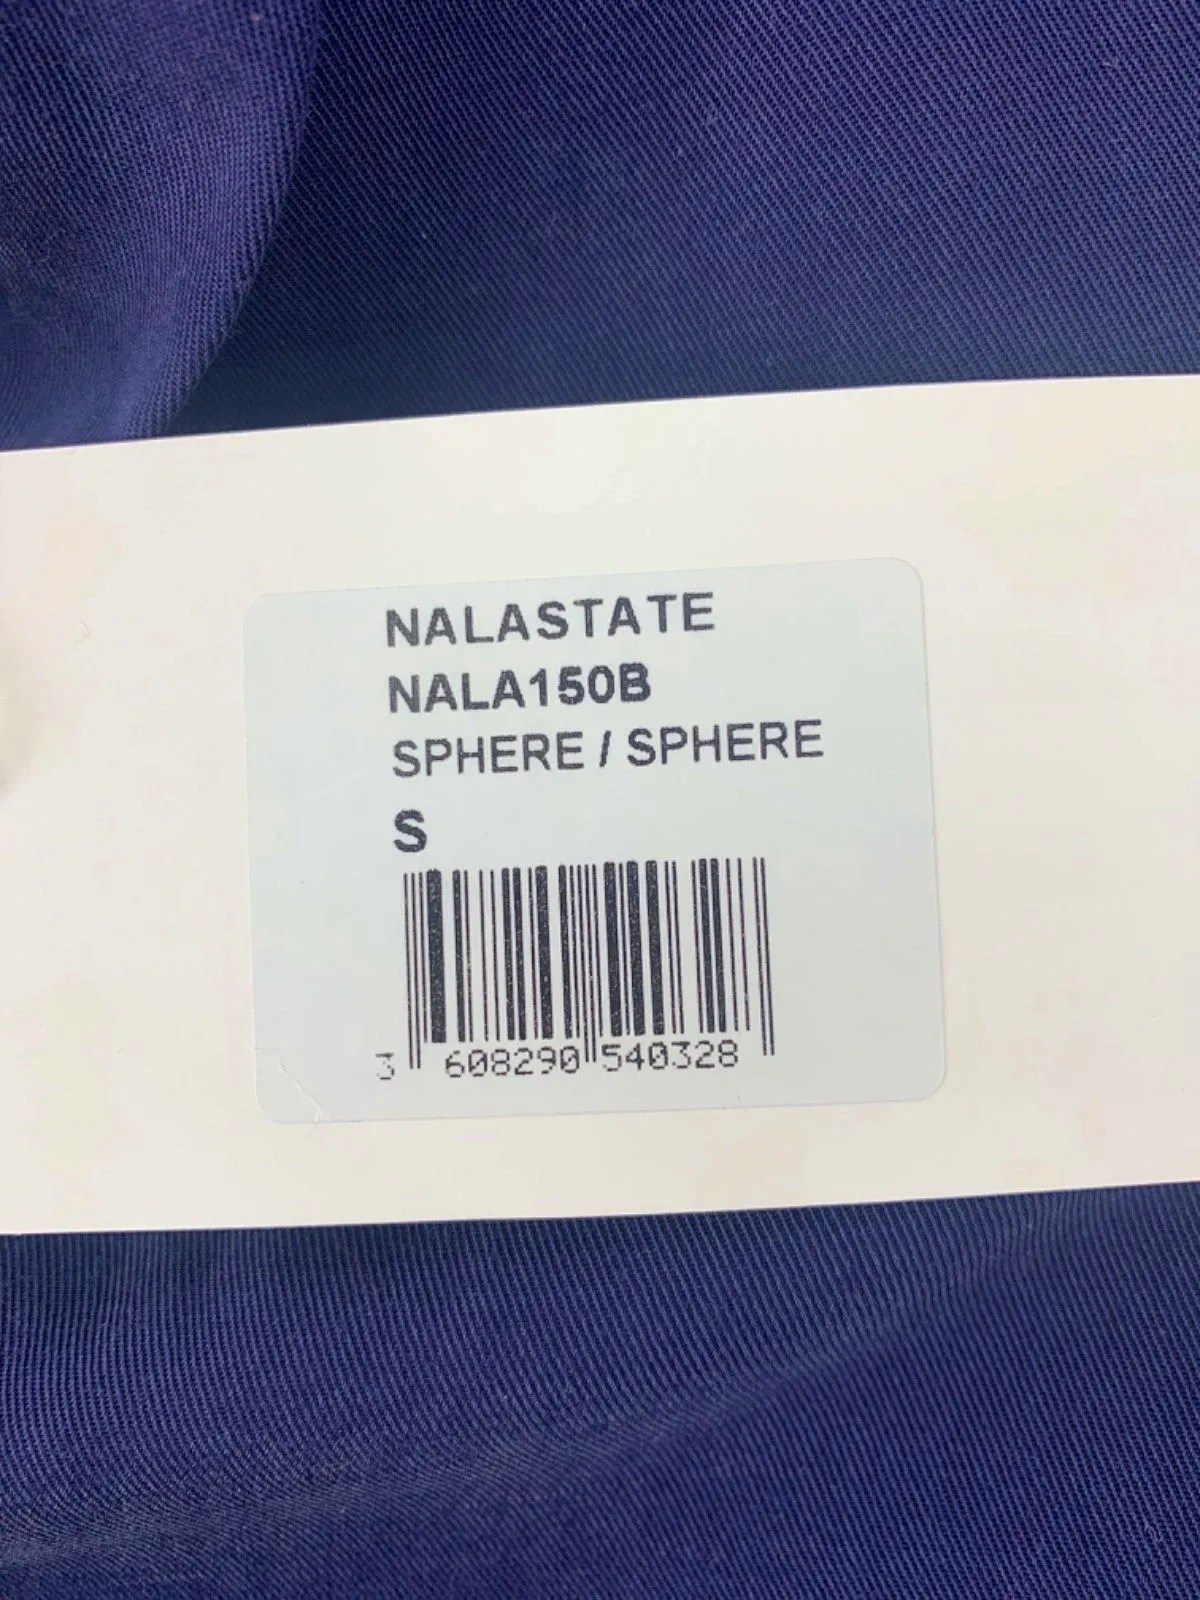 NALASTATE
NALA150B
SPHERE / SPHERE
S
3 608290 540328